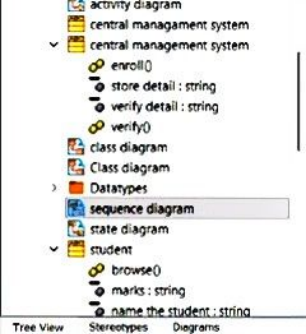 activity diagram
central managament system
central management system
enroll()
store detail : string
verify detail : string
verify()
class diagram
Class diagram
Datatypes
sequence diagram
state diagram
student
browse()
marks : string
name the student : string
Tree View Stereotypes Diagrams